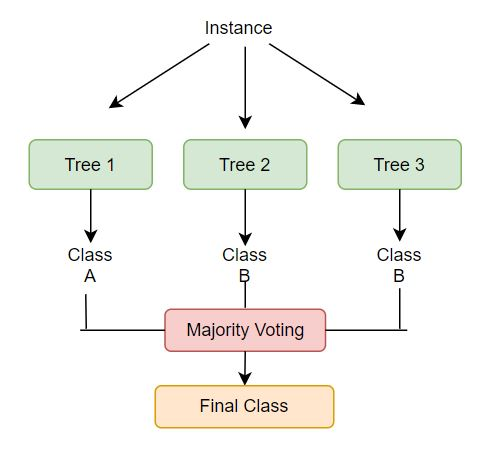 Instance
Tree 1
Tree 2
Tree 3
Class
A
Class
B
Class
B
Majority Voting
Final Class